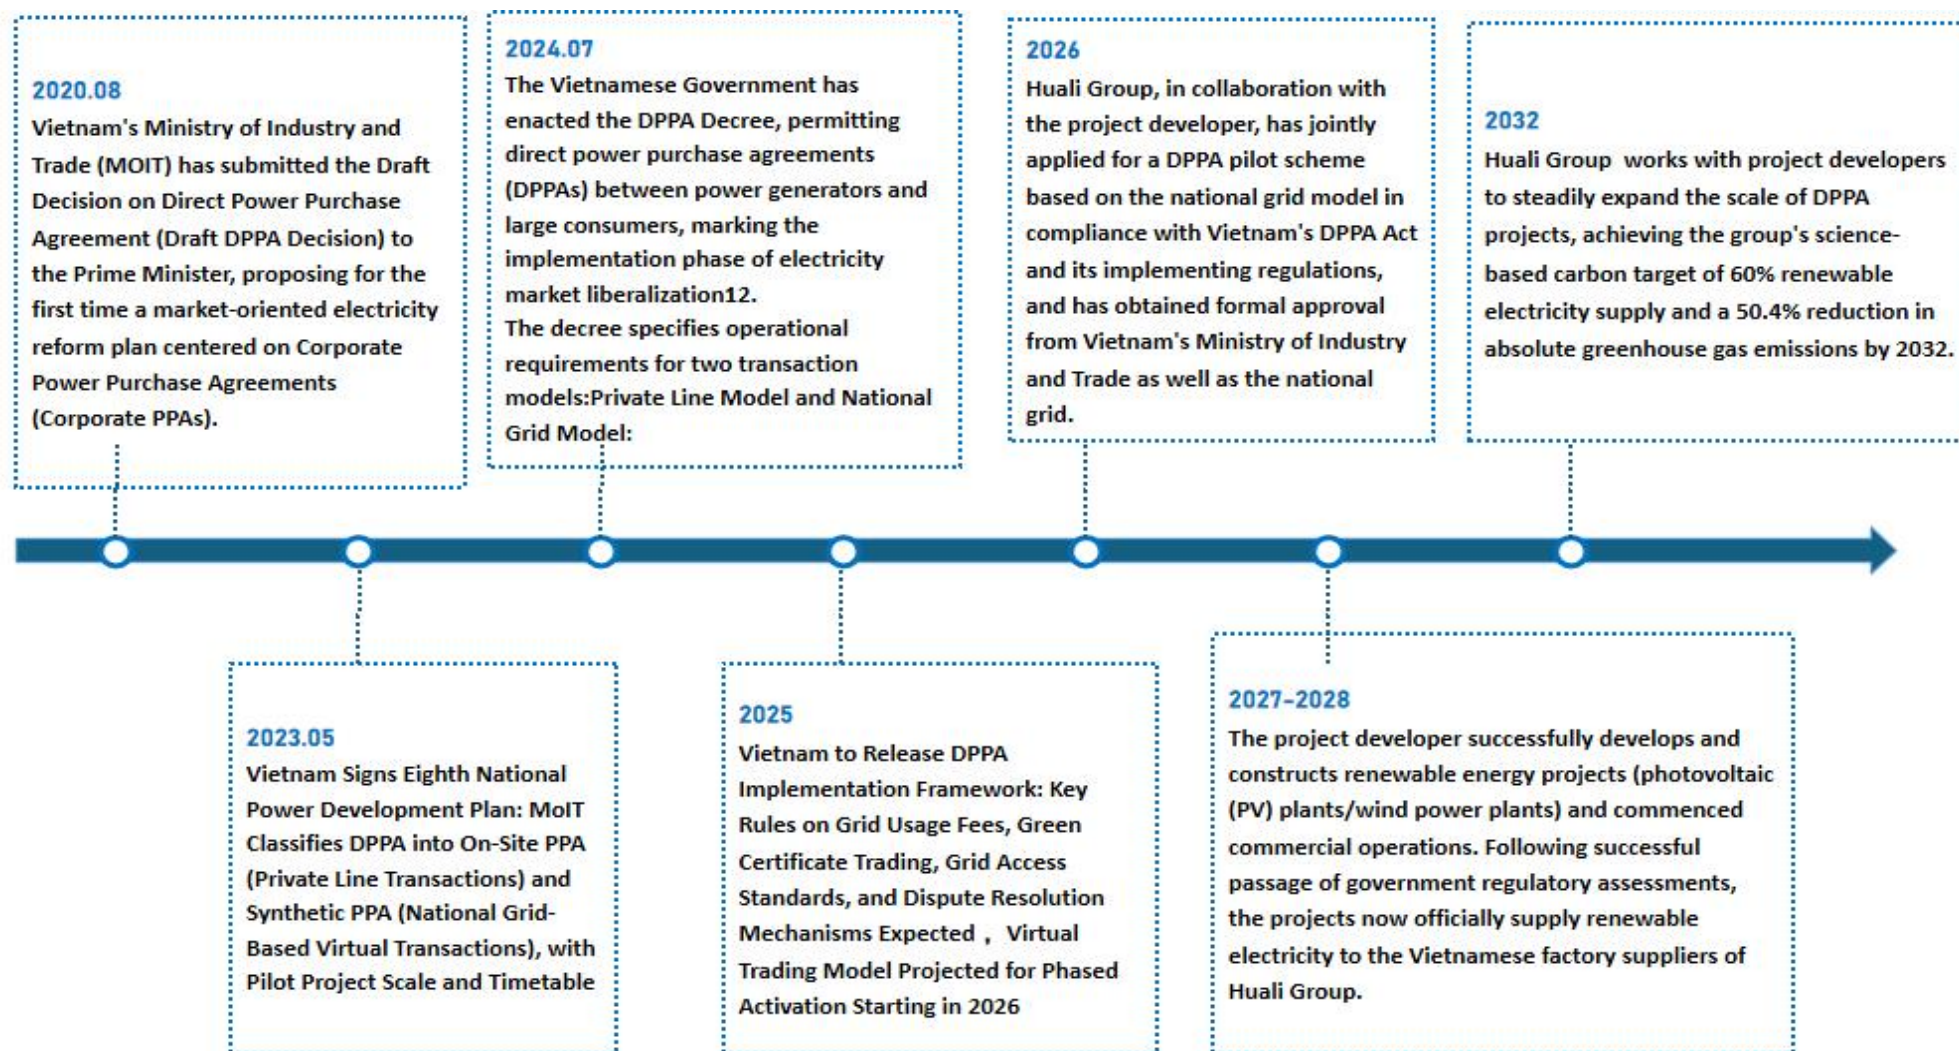 2020.08
Vietnam's Ministry of Industry and
Trade (MOIT) has submitted the Draft
Decision on Direct Power Purchase
Agreement (Draft DPPA Decision) to
the Prime Minister, proposing for the
first time a market-oriented electricity
reform plan centered on Corporate
Power Purchase Agreements
(Corporate PPAs).
2023.05
Vietnam Signs Eighth National
Power Development Plan: MoIT
Classifies DPPA into On-Site PPA
(Private Line Transactions) and
Synthetic PPA (National Grid-
Based Virtual Transactions), with
Pilot Project Scale and Timetable
2024.07
The Vietnamese Government has
enacted the DPPA Decree, permitting
direct power purchase agreements
(DPPAs) between power generators and
large consumers, marking the
implementation phase of electricity
market liberalization12.
The decree specifies operational
requirements for two transaction
models:Private Line Model and National
Grid Model:
2025
Vietnam to Release DPPA
Implementation Framework: Key
Rules on Grid Usage Fees, Green
Certificate Trading, Grid Access
Standards, and Dispute Resolution
Mechanisms Expected ，Virtual
Trading Model Projected for Phased
Activation Starting in 2026
2026
Huali Group, in collaboration with
the project developer, has jointly
applied for a DPPA pilot scheme
based on the national grid model in
compliance with Vietnam's DPPA Act
and its implementing regulations,
and has obtained formal approval
from Vietnam's Ministry of Industry
and Trade as well as the national
grid.
2027-2028
The project developer successfully develops and
constructs renewable energy projects (photovoltaic
(PV) plants/wind power plants) and commenced
commercial operations. Following successful
passage of government regulatory assessments,
the projects now officially supply renewable
electricity to the Vietnamese factory suppliers of
Huali Group.
2032
Huali Group  works with project developers
to steadily expand the scale of DPPA
projects, achieving the group's science-
based carbon target of 60% renewable
electricity supply and a 50.4% reduction in
absolute greenhouse gas emissions by 2032.